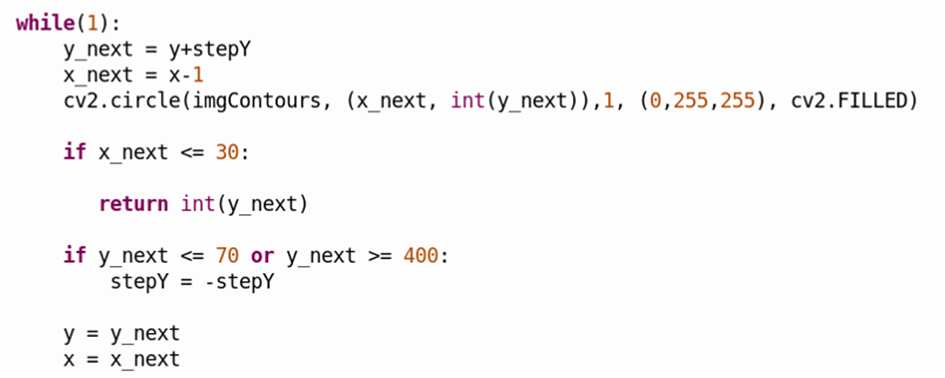 while(1):
    y_next = y+stepY
    x_next = x-1
    cv2.circle(imgContours, (x_next, int(y_next)),1, (0,255,255), cv2.FILLED)
    if x_next <= 30:
       return int(y_next)
    if y_next <= 70 or y_next >= 400:
        stepY = -stepY
    y = y_next
    x = x_next